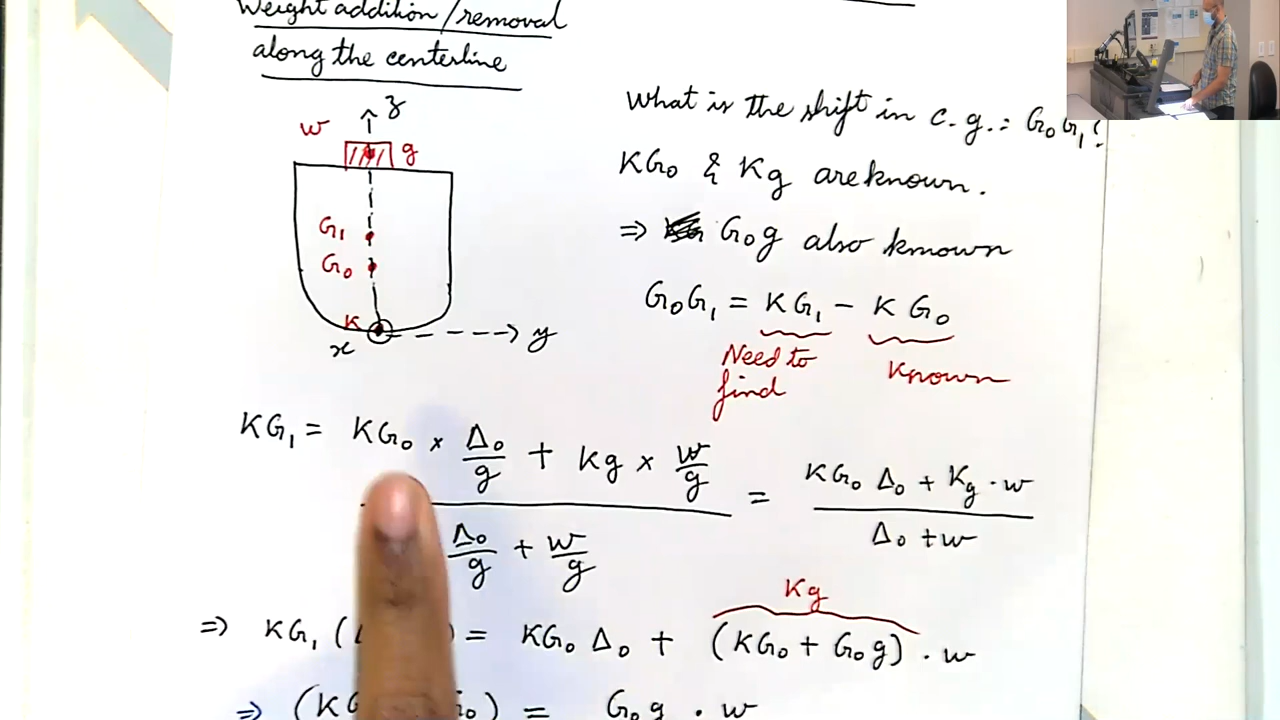 Weight addition/removal
along the centerline
z
w
g
G₁
G₀
K
x
y
What is the shift in c.g.: G₀G₁?
KG₀ & Kg are known.
⇒ G₀g also known
G₀G₁ = KG₁ - KG₀
Need to find
Known
KG₁ = KG₀ × Δ₀/g + Kg × w/g
Δ₀/g + w/g
= KG₀ Δ₀ + Kg · w
Δ₀ + w
Kg
⇒ KG₁ ( ) = KG₀ Δ₀ + (KG₀ + G₀g) · w
⇒ (K ) = G₀g · w